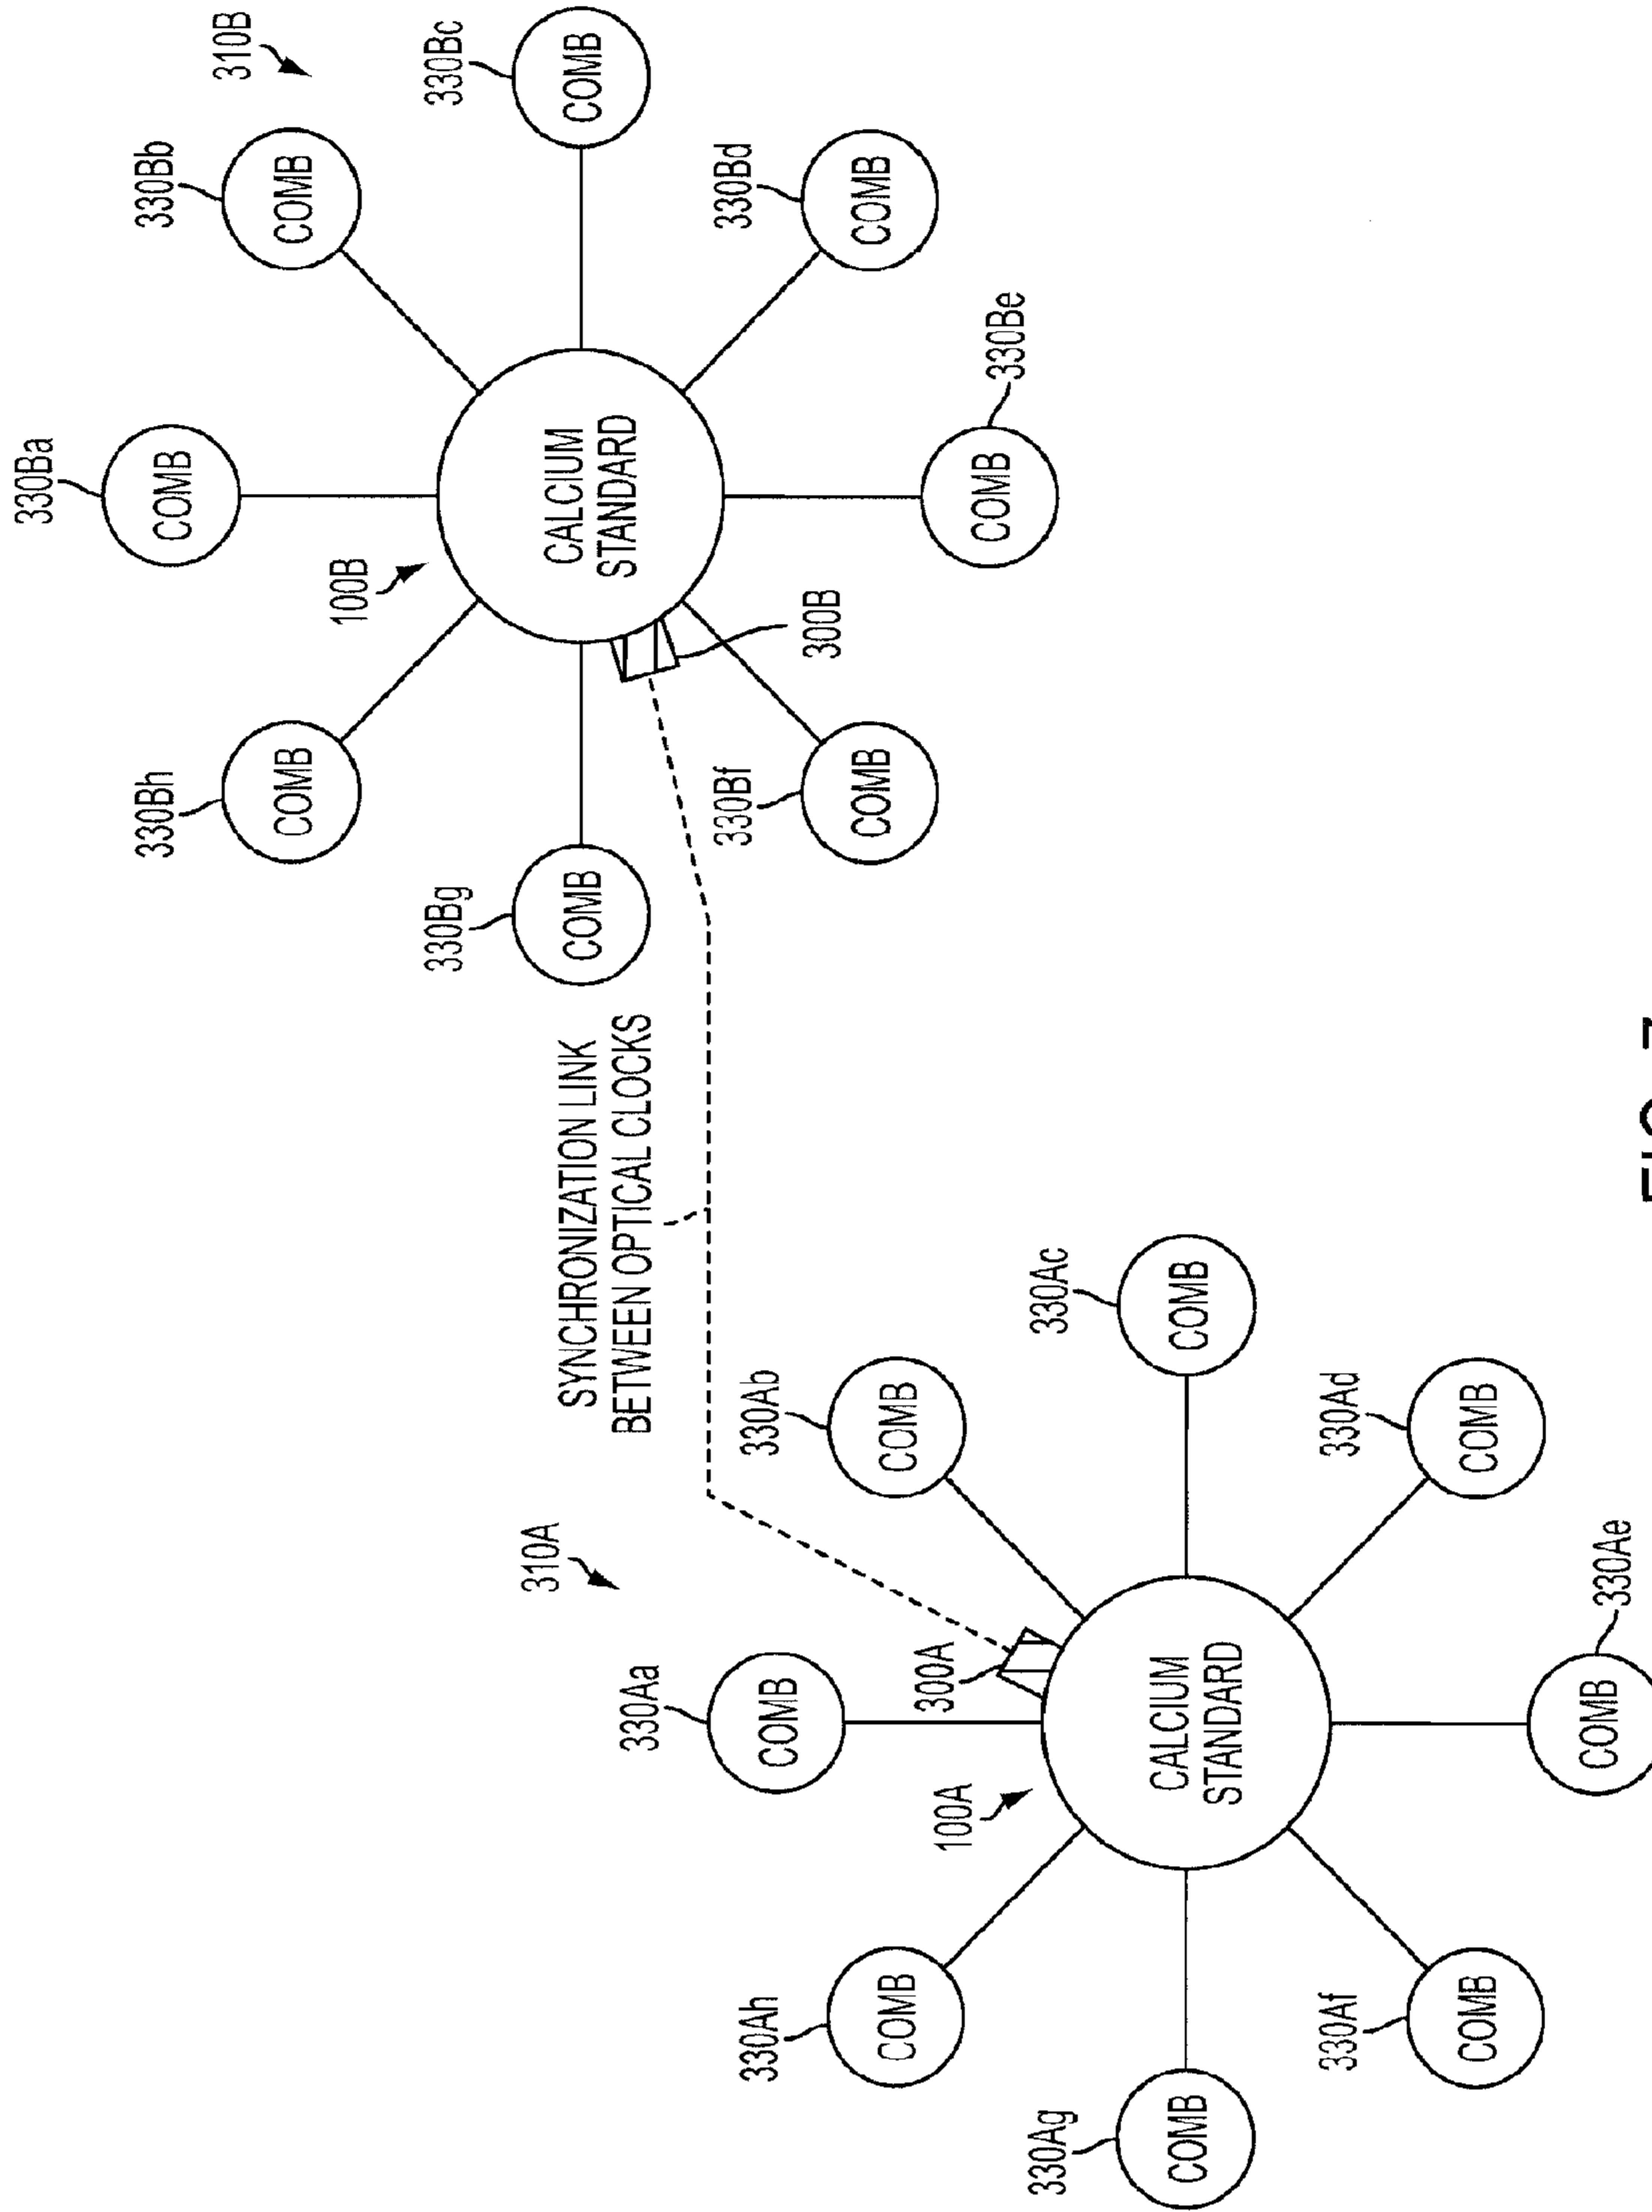 310B
330Ba
330Bb
330Bc
330Bd
330Be
330Bf
330Bg
330Bh
COMB
COMB
COMB
COMB
COMB
COMB
COMB
COMB
100B
CALCIUM
STANDARD
300B
SYNCHRONIZATION LINK
BETWEEN OPTICAL CLOCKS
310A
330Aa
330Ab
330Ac
330Ad
330Ae
330Af
330Ag
330Ah
COMB
COMB
COMB
COMB
COMB
COMB
COMB
COMB
100A
CALCIUM
STANDARD
300A